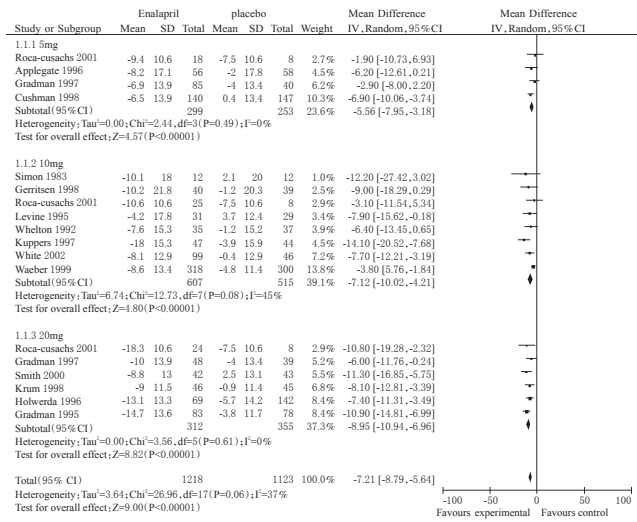 Enalapril placebo Mean Difference Mean Difference
Study or Subgroup Mean SD Total Mean SD Total Weight IV,Random,95%CI IV,Random,95%CI
1.1.1 5mg
Roca-cusachs 2001 -9.4 10.6 18 -7.5 10.6 8 2.7% -1.90 [-10.73,6.93]
Applegate 1996 -8.2 17.1 56 -2 17.8 58 4.5% -6.20 [-12.61,0.21]
Gradman 1997 -6.9 13.9 85 -4 13.4 40 6.2% -2.90 [-8.00,2.20]
Cushman 1998 -6.5 13.9 140 0.4 13.4 147 10.3% -6.90 [-10.06,-3.74]
Subtotal(95%CI) 299 253 23.6% -5.56 [-7.95,-3.18]
Heterogeneity:Tau²=0.00;Chi²=2.44,df=3(P=0.49);I²=0%
Test for overall effect:Z=4.57(P<0.00001)
1.1.2 10mg
Simon 1983 -10.1 18 12 2.1 20 12 1.0% -12.20 [-27.42,3.02]
Gerritsen 1998 -10.2 21.8 40 -1.2 20.3 39 2.5% -9.00 [-18.29,0.29]
Roca-cusachs 2001 -10.6 10.6 25 -7.5 10.6 8 2.9% -3.10 [-11.54,5.34]
Levine 1995 -4.2 17.8 31 3.7 12.4 29 4.1% -7.90 [-15.62,-0.18]
Whelton 1992 -7.6 15.3 35 -1.2 15.2 37 4.0% -6.40 [-13.45,0.65]
Kuppers 1997 -18 15.3 47 -3.9 15.9 44 4.5% -14.10 [-20.52,-7.68]
White 2002 -8.1 12.9 99 -0.4 12.9 46 7.2% -7.70 [-12.21,-3.19]
Waeber 1999 -8.6 13.4 318 -4.8 11.4 300 13.8% -3.80 [5.76,-1.84]
Subtotal(95%CI) 607 515 39.1% -7.12 [-10.02,-4.21]
Heterogeneity:Tau²=6.74;Chi²=12.73,df=7(P=0.08);I²=45%
Test for overall effect:Z=4.80(P<0.00001)
1.1.3 20mg
Roca-cusachs 2001 -18.3 10.6 24 -7.5 10.6 8 2.9% -10.80 [-19.28,-2.32]
Gradman 1997 -10 13.9 48 -4 13.4 39 5.2% -6.00 [-11.76,-0.24]
Smith 2000 -8.8 13 42 2.5 13.1 43 5.5% -11.30 [-16.85,-5.75]
Krum 1998 -9 11.5 46 -0.9 11.4 45 6.9% -8.10 [-12.81,-3.39]
Holwerda 1996 -13.1 13.3 69 -5.7 14.2 142 8.4% -7.40 [-11.31,-3.49]
Gradman 1995 -14.7 13.6 83 -3.8 11.7 78 8.4% -10.90 [-14.81,-6.99]
Subtotal(95%CI) 312 355 37.3% -8.95 [-10.94,-6.96]
Heterogeneity:Tau²=0.00;Chi²=3.56,df=5(P=0.61);I²=0%
Test for overall effect:Z=8.82(P<0.00001)
Total(95% CI) 1218 1123 100.0% -7.21 [-8.79,-5.64]
Heterogeneity:Tau²=3.64;Chi²=26.96,df=17(P=0.06);I²=37%
Test for overall effect:Z=9.00(P<0.00001)
-100 -50 0 50 100
Favours experimental Favours control